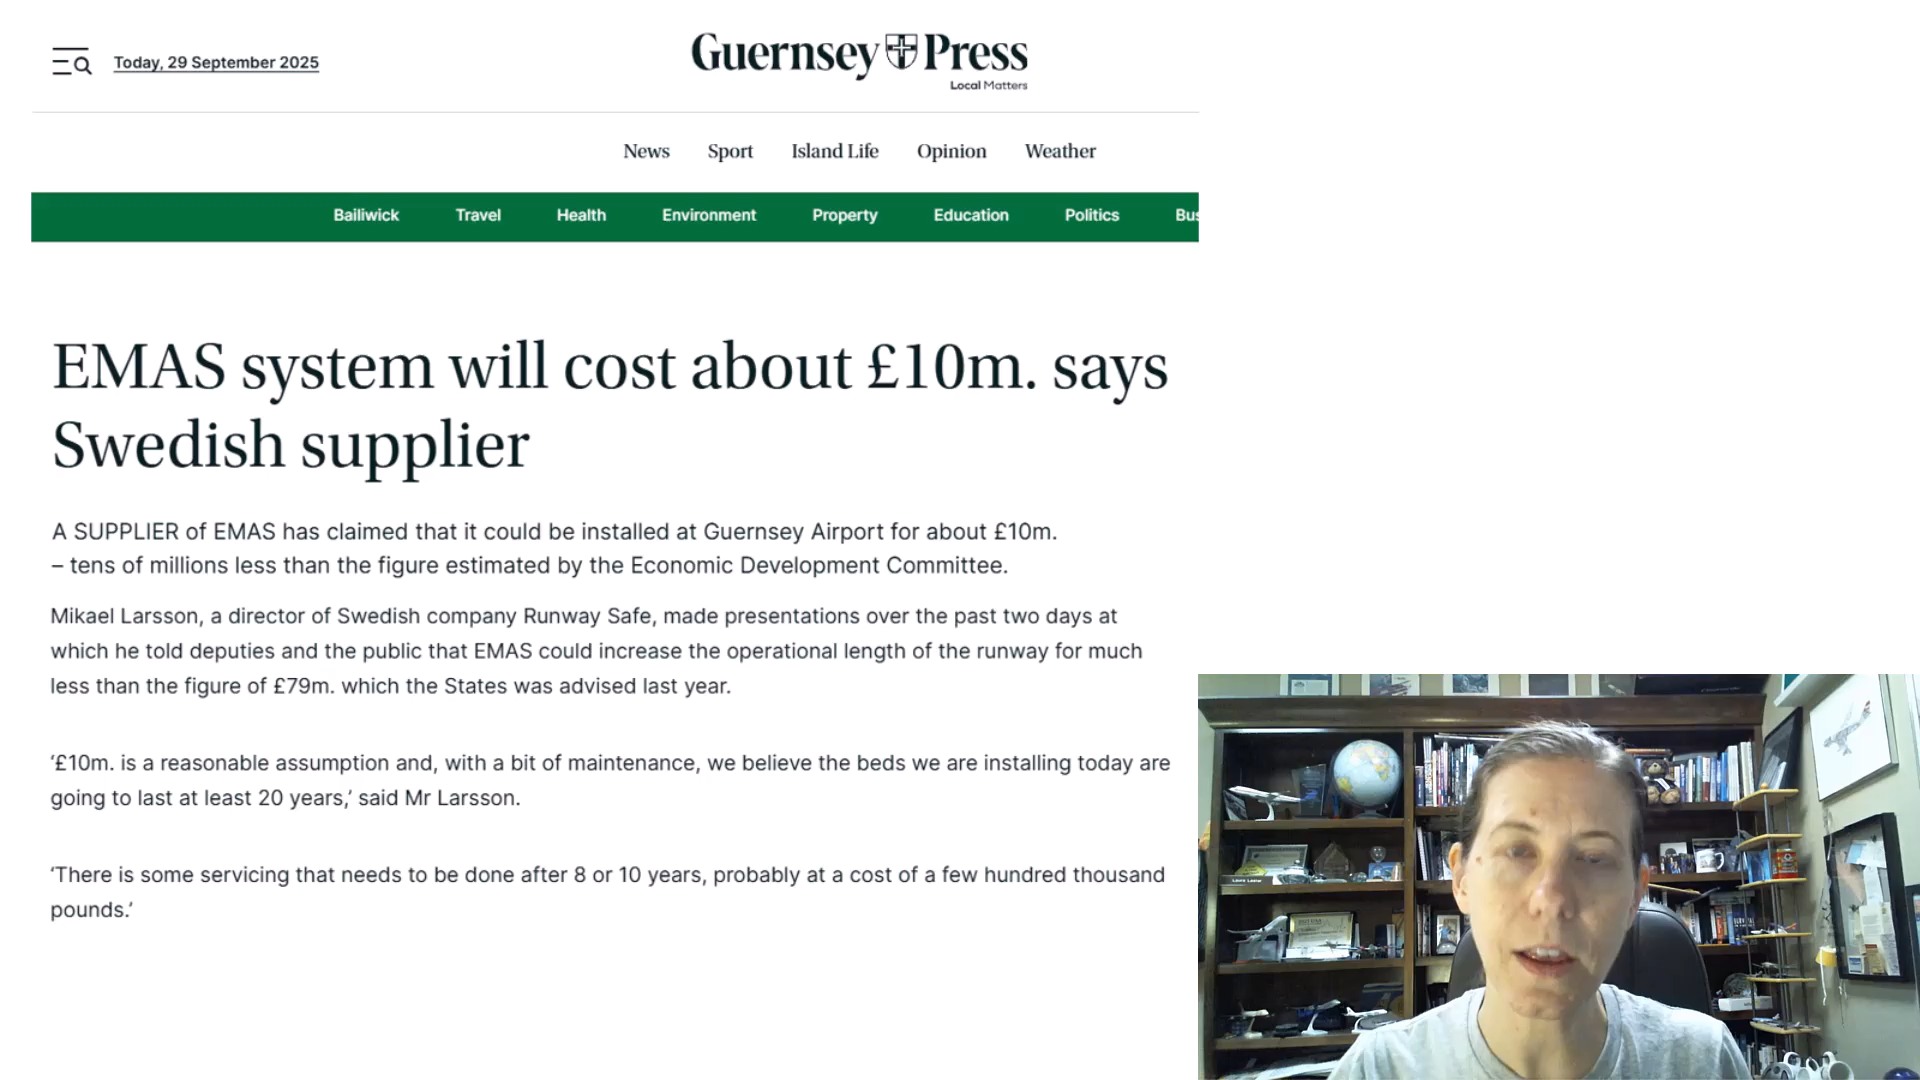 Today, 29 September 2025
Guernsey Press
Local Matters
News Sport Island Life Opinion Weather
Bailiwick Travel Health Environment Property Education Politics Bus
EMAS system will cost about £10m. says
Swedish supplier
A SUPPLIER of EMAS has claimed that it could be installed at Guernsey Airport for about £10m.
– tens of millions less than the figure estimated by the Economic Development Committee.
Mikael Larsson, a director of Swedish company Runway Safe, made presentations over the past two days at
which he told deputies and the public that EMAS could increase the operational length of the runway for much
less than the figure of £79m. which the States was advised last year.
‘£10m. is a reasonable assumption and, with a bit of maintenance, we believe the beds we are installing today are
going to last at least 20 years,’ said Mr Larsson.
‘There is some servicing that needs to be done after 8 or 10 years, probably at a cost of a few hundred thousand
pounds.’